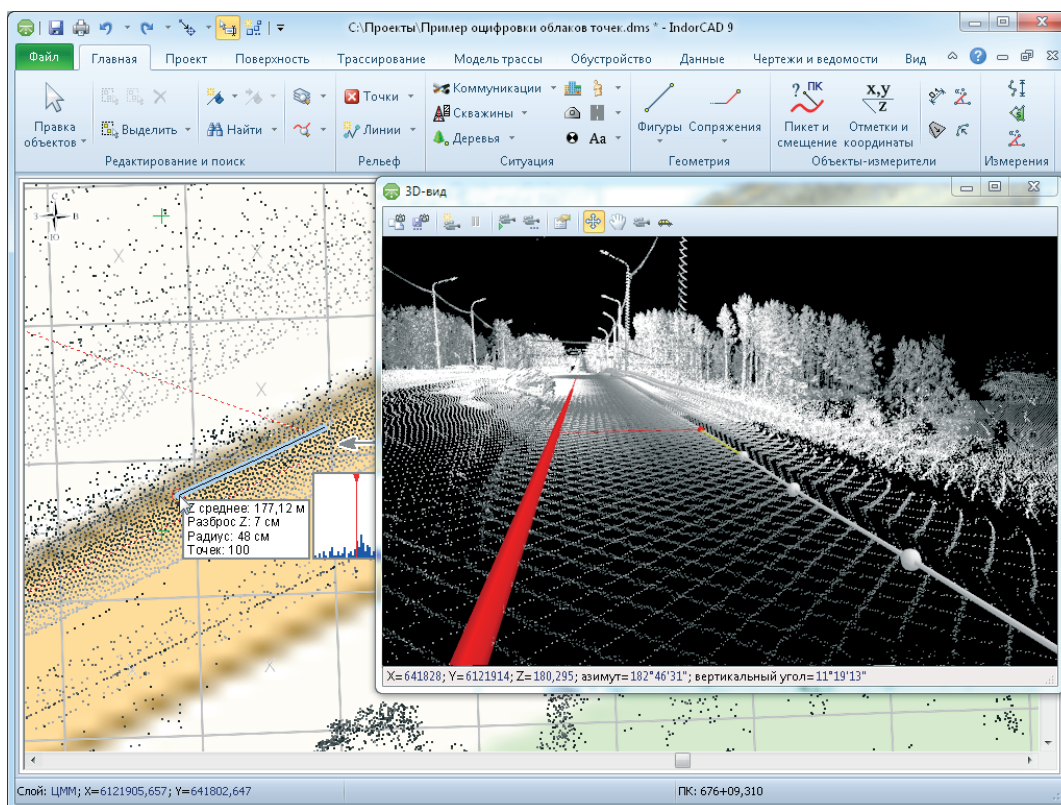 C:\Проекты\Пример оцифровки облаков точек.dms * - IndorCAD 9
Файл Главная Проект Поверхность Трассирование Модель трассы Обустройство Данные Чертежи и ведомости Вид
Правка объектов
Выделить
Найти
Редактирование и поиск
Точки
Линии
Рельеф
Коммуникации
Скважины
Деревья
Aa
Ситуация
Фигуры Сопряжения
Геометрия
? ПК
Пикет и смещение
x,y
z
Отметки и координаты
Объекты-измерители
Измерения
С
З В
Ю
3D-вид
Z среднее: 177,12 м
Разброс Z: 7 см
Радиус: 48 см
Точек: 100
X=641828; Y=6121914; Z=180,295; азимут=182°46'31"; вертикальный угол=11°19'13"
Слой: ЦММ; X=6121905,657; Y=641802,647
ПК: 676+09,310